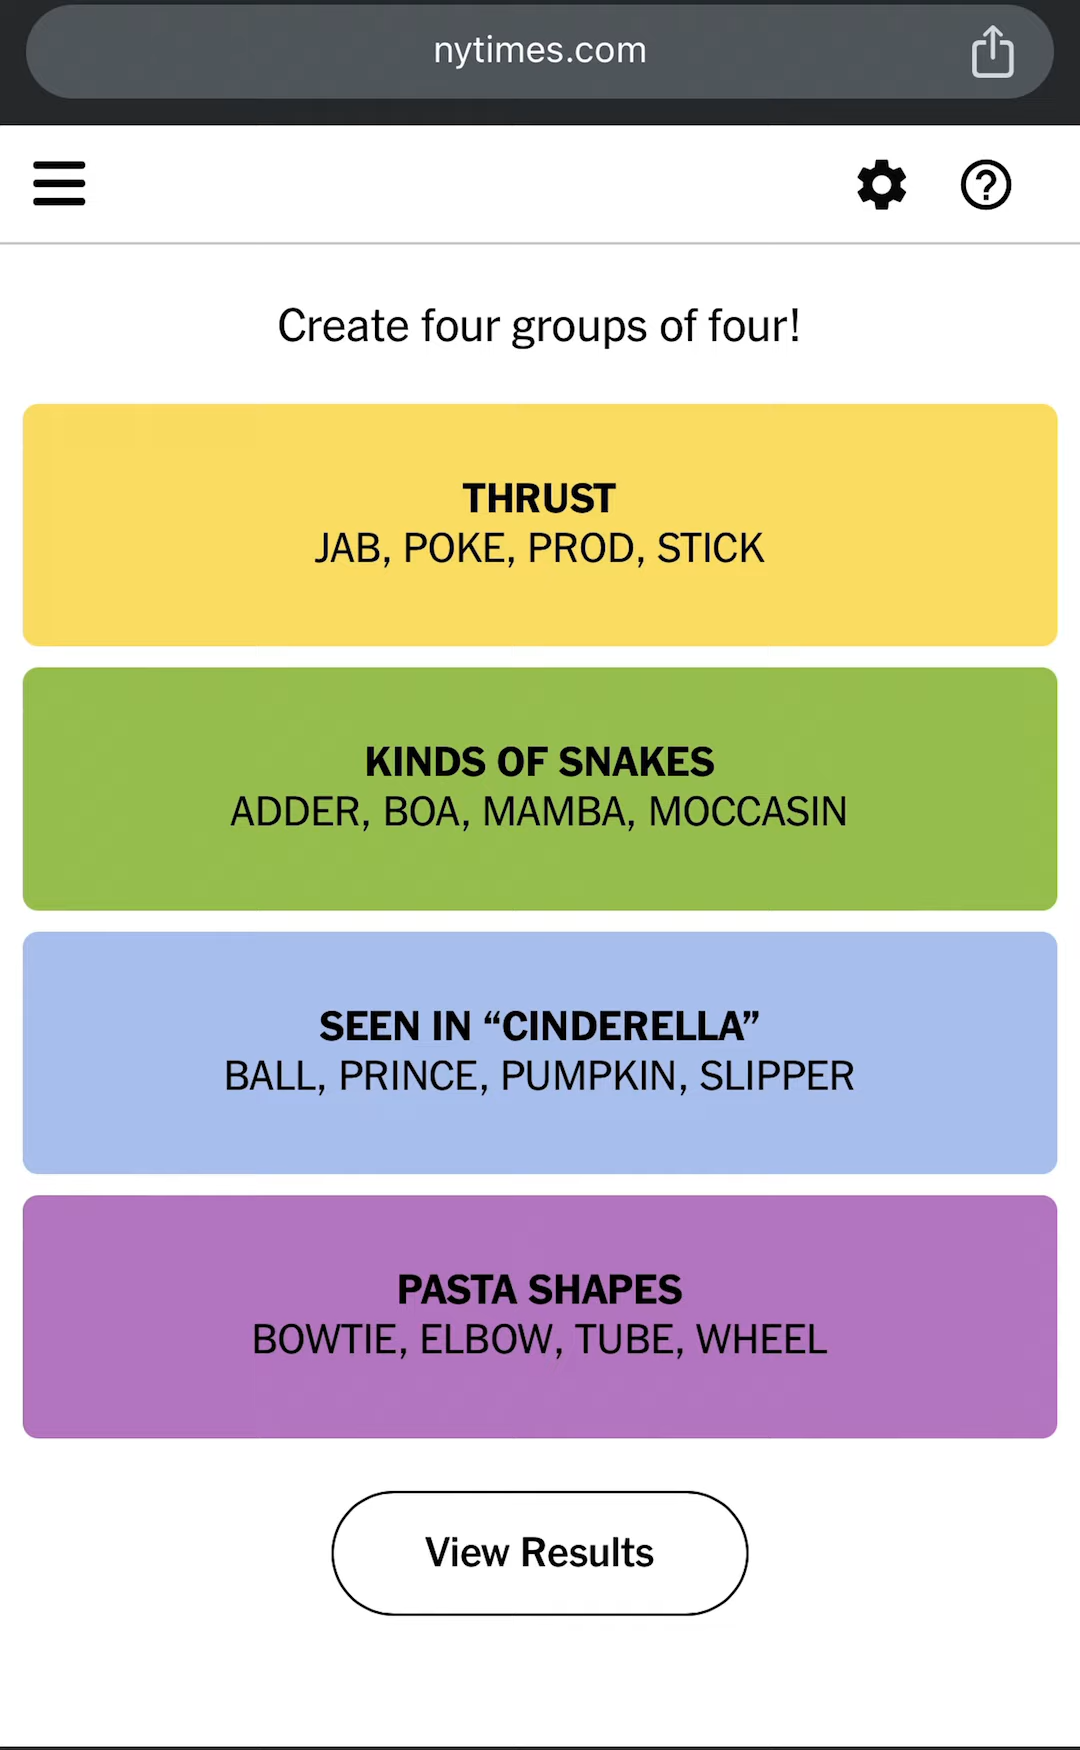 nytimes.com
Create four groups of four!
THRUST
JAB, POKE, PROD, STICK
KINDS OF SNAKES
ADDER, BOA, MAMBA, MOCCASIN
SEEN IN “CINDERELLA”
BALL, PRINCE, PUMPKIN, SLIPPER
PASTA SHAPES
BOWTIE, ELBOW, TUBE, WHEEL
View Results